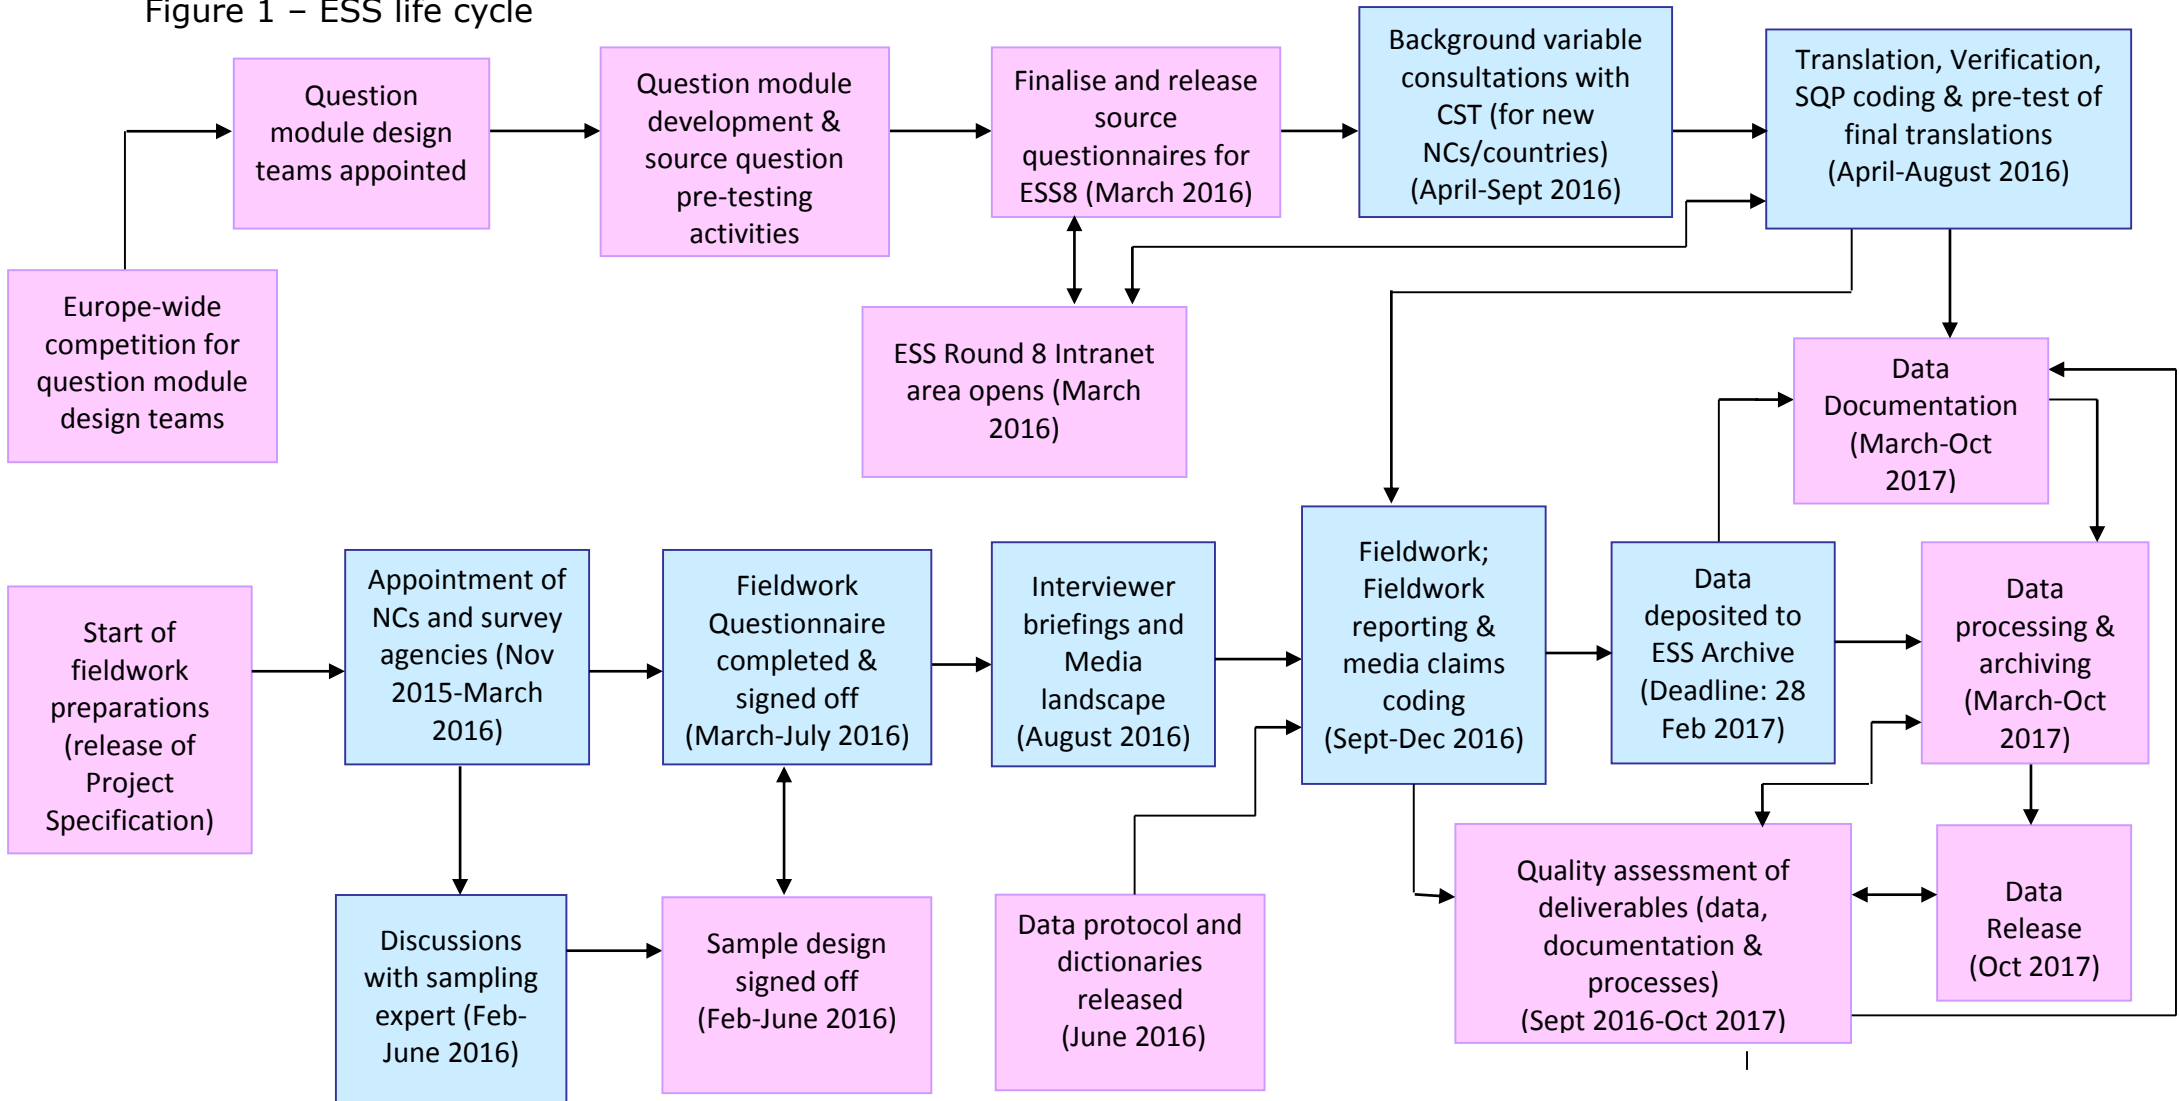 Figure 1 – ESS life cycle
Question
module design
teams appointed
Question module
development &
source question
pre-testing
activities
Finalise and release
source
questionnaires for
ESS8 (March 2016)
Background variable
consultations with
CST (for new
NCs/countries)
(April-Sept 2016)
Translation, Verification,
SQP coding & pre-test of
final translations
(April-August 2016)
Europe-wide
competition for
question module
design teams
ESS Round 8 Intranet
area opens (March
2016)
Data
Documentation
(March-Oct
2017)
Start of
fieldwork
preparations
(release of
Project
Specification)
Appointment of
NCs and survey
agencies (Nov
2015-March
2016)
Fieldwork
Questionnaire
completed &
signed off
(March-July 2016)
Interviewer
briefings and
Media
landscape
(August 2016)
Fieldwork;
Fieldwork
reporting &
media claims
coding
(Sept-Dec 2016)
Data
deposited to
ESS Archive
(Deadline: 28
Feb 2017)
Data
processing &
archiving
(March-Oct
2017)
Discussions
with sampling
expert (Feb-
June 2016)
Sample design
signed off
(Feb-June 2016)
Data protocol and
dictionaries
released
(June 2016)
Quality assessment of
deliverables (data,
documentation &
processes)
(Sept 2016-Oct 2017)
Data
Release
(Oct 2017)